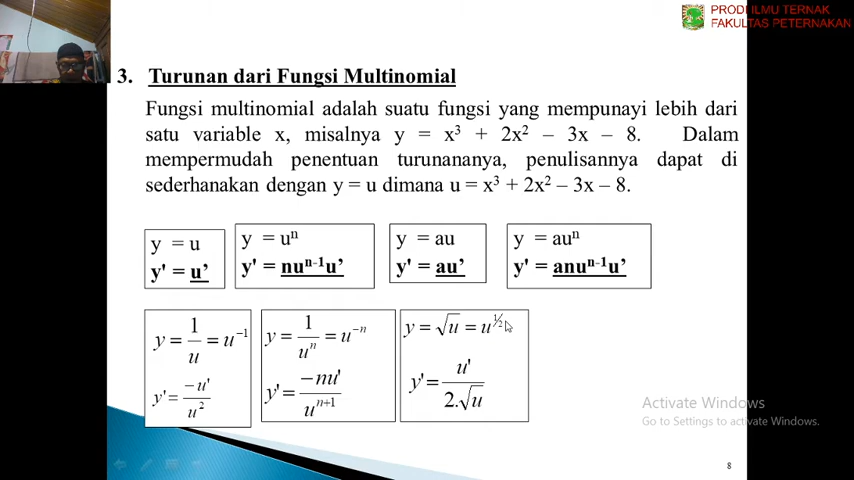 PRODI ILMU TERNAK
FAKULTAS PETERNAKAN
3. Turunan dari Fungsi Multinomial
Fungsi multinomial adalah suatu fungsi yang mempunayi lebih dari
satu variable x, misalnya y = x³ + 2x² – 3x – 8. Dalam
mempermudah penentuan turunananya, penulisannya dapat di
sederhanakan dengan y = u dimana u = x³ + 2x² – 3x – 8.
y = u
y' = u’
y = uⁿ
y' = nuⁿ⁻¹u’
y = au
y' = au’
y = auⁿ
y' = anuⁿ⁻¹u’
y = 1/u = u⁻¹
y' = -u'/u²
y = 1/uⁿ = u⁻ⁿ
y' = -nu'/uⁿ⁺¹
y = √u = u^½
y' = u'/2.√u
Activate Windows
Go to Settings to activate Windows.
8